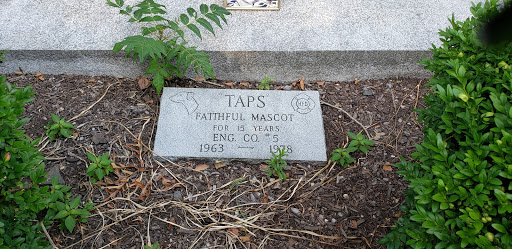 TAPS
FAITHFUL MASCOT
FOR 15 YEARS
ENG. CO. #5
1963 — 1978